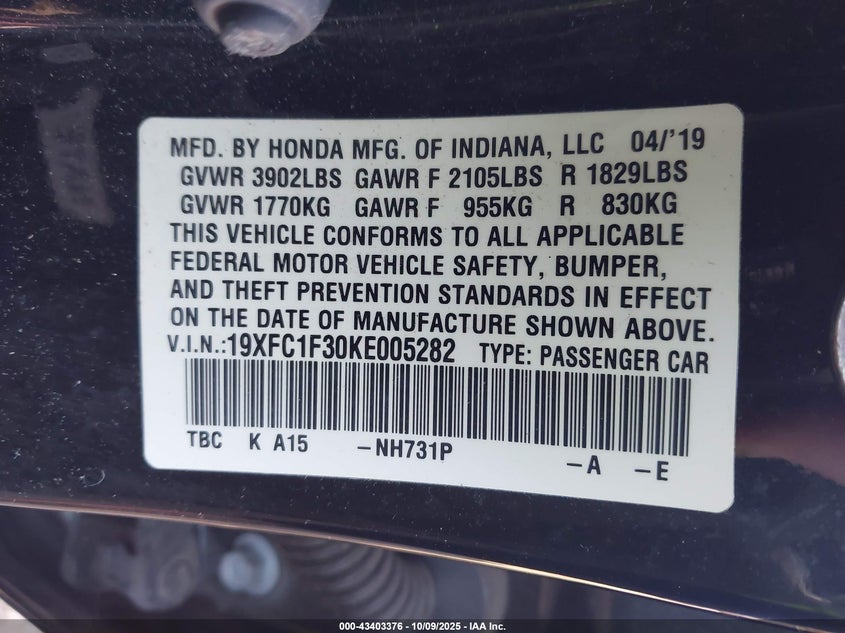 MFD. BY HONDA MFG. OF INDIANA, LLC 04/'19
GVWR 3902LBS GAWR F 2105LBS R 1829LBS
GVWR 1770KG GAWR F 955KG R 830KG
THIS VEHICLE CONFORMS TO ALL APPLICABLE
FEDERAL MOTOR VEHICLE SAFETY, BUMPER,
AND THEFT PREVENTION STANDARDS IN EFFECT
ON THE DATE OF MANUFACTURE SHOWN ABOVE.
V.I.N.:19XFC1F30KE005282 TYPE: PASSENGER CAR
TBC K A15 -NH731P -A -E
000-43403376 - 10/09/2025 - IAA Inc.